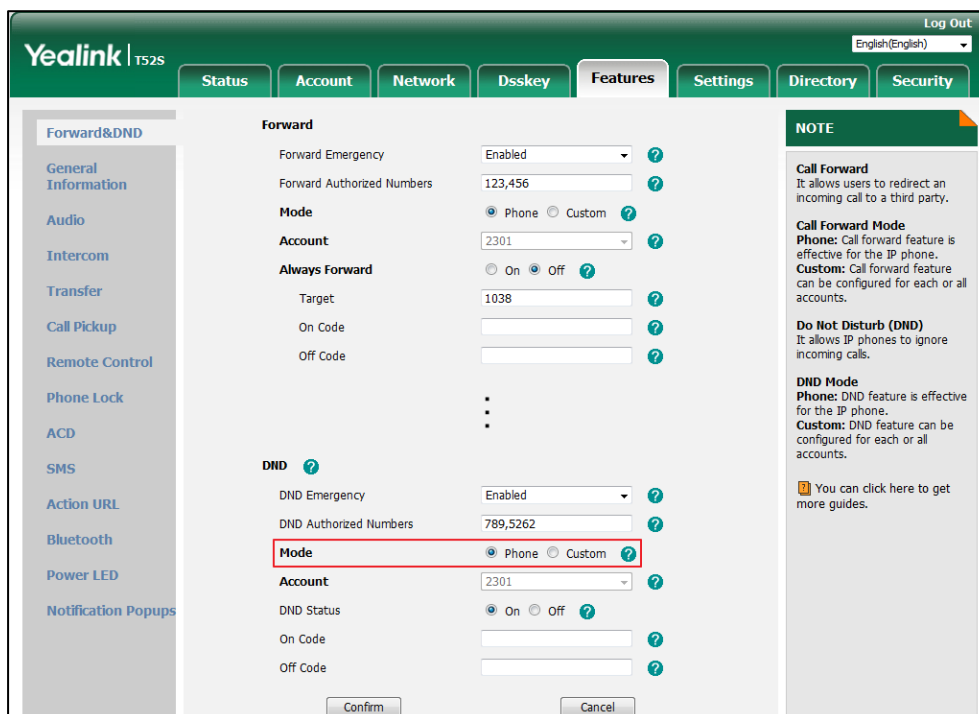 Log Out
English(English)
Yealink T52S
Status Account Network Dsskey Features Settings Directory Security
Forward&DND
General
Information
Audio
Intercom
Transfer
Call Pickup
Remote Control
Phone Lock
ACD
SMS
Action URL
Bluetooth
Power LED
Notification Popups
Forward
Forward Emergency Enabled ?
Forward Authorized Numbers 123,456 ?
Mode Phone Custom ?
Account 2301 ?
Always Forward On Off ?
Target 1038 ?
On Code ?
Off Code ?
DND ?
DND Emergency Enabled ?
DND Authorized Numbers 789,5262 ?
Mode Phone Custom ?
Account 2301 ?
DND Status On Off ?
On Code ?
Off Code ?
Confirm Cancel
NOTE
Call Forward
It allows users to redirect an
incoming call to a third party.
Call Forward Mode
Phone: Call forward feature is
effective for the IP phone.
Custom: Call forward feature
can be configured for each or all
accounts.
Do Not Disturb (DND)
It allows IP phones to ignore
incoming calls.
DND Mode
Phone: DND feature is effective
for the IP phone.
Custom: DND feature can be
configured for each or all
accounts.
? You can click here to get
more guides.